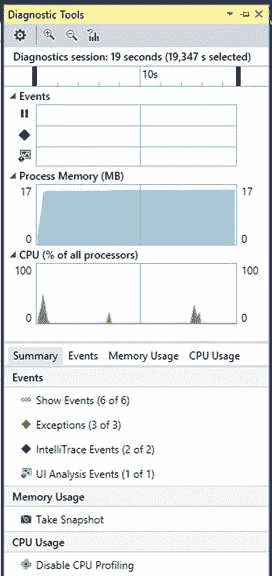 Diagnostic Tools
Diagnostics session: 19 seconds (19,347 s selected)
10s
Events
Process Memory (MB)
17 17
0 0
CPU (% of all processors)
100 100
0 0
Summary Events Memory Usage CPU Usage
Events
Show Events (6 of 6)
Exceptions (3 of 3)
IntelliTrace Events (2 of 2)
UI Analysis Events (1 of 1)
Memory Usage
Take Snapshot
CPU Usage
Disable CPU Profiling